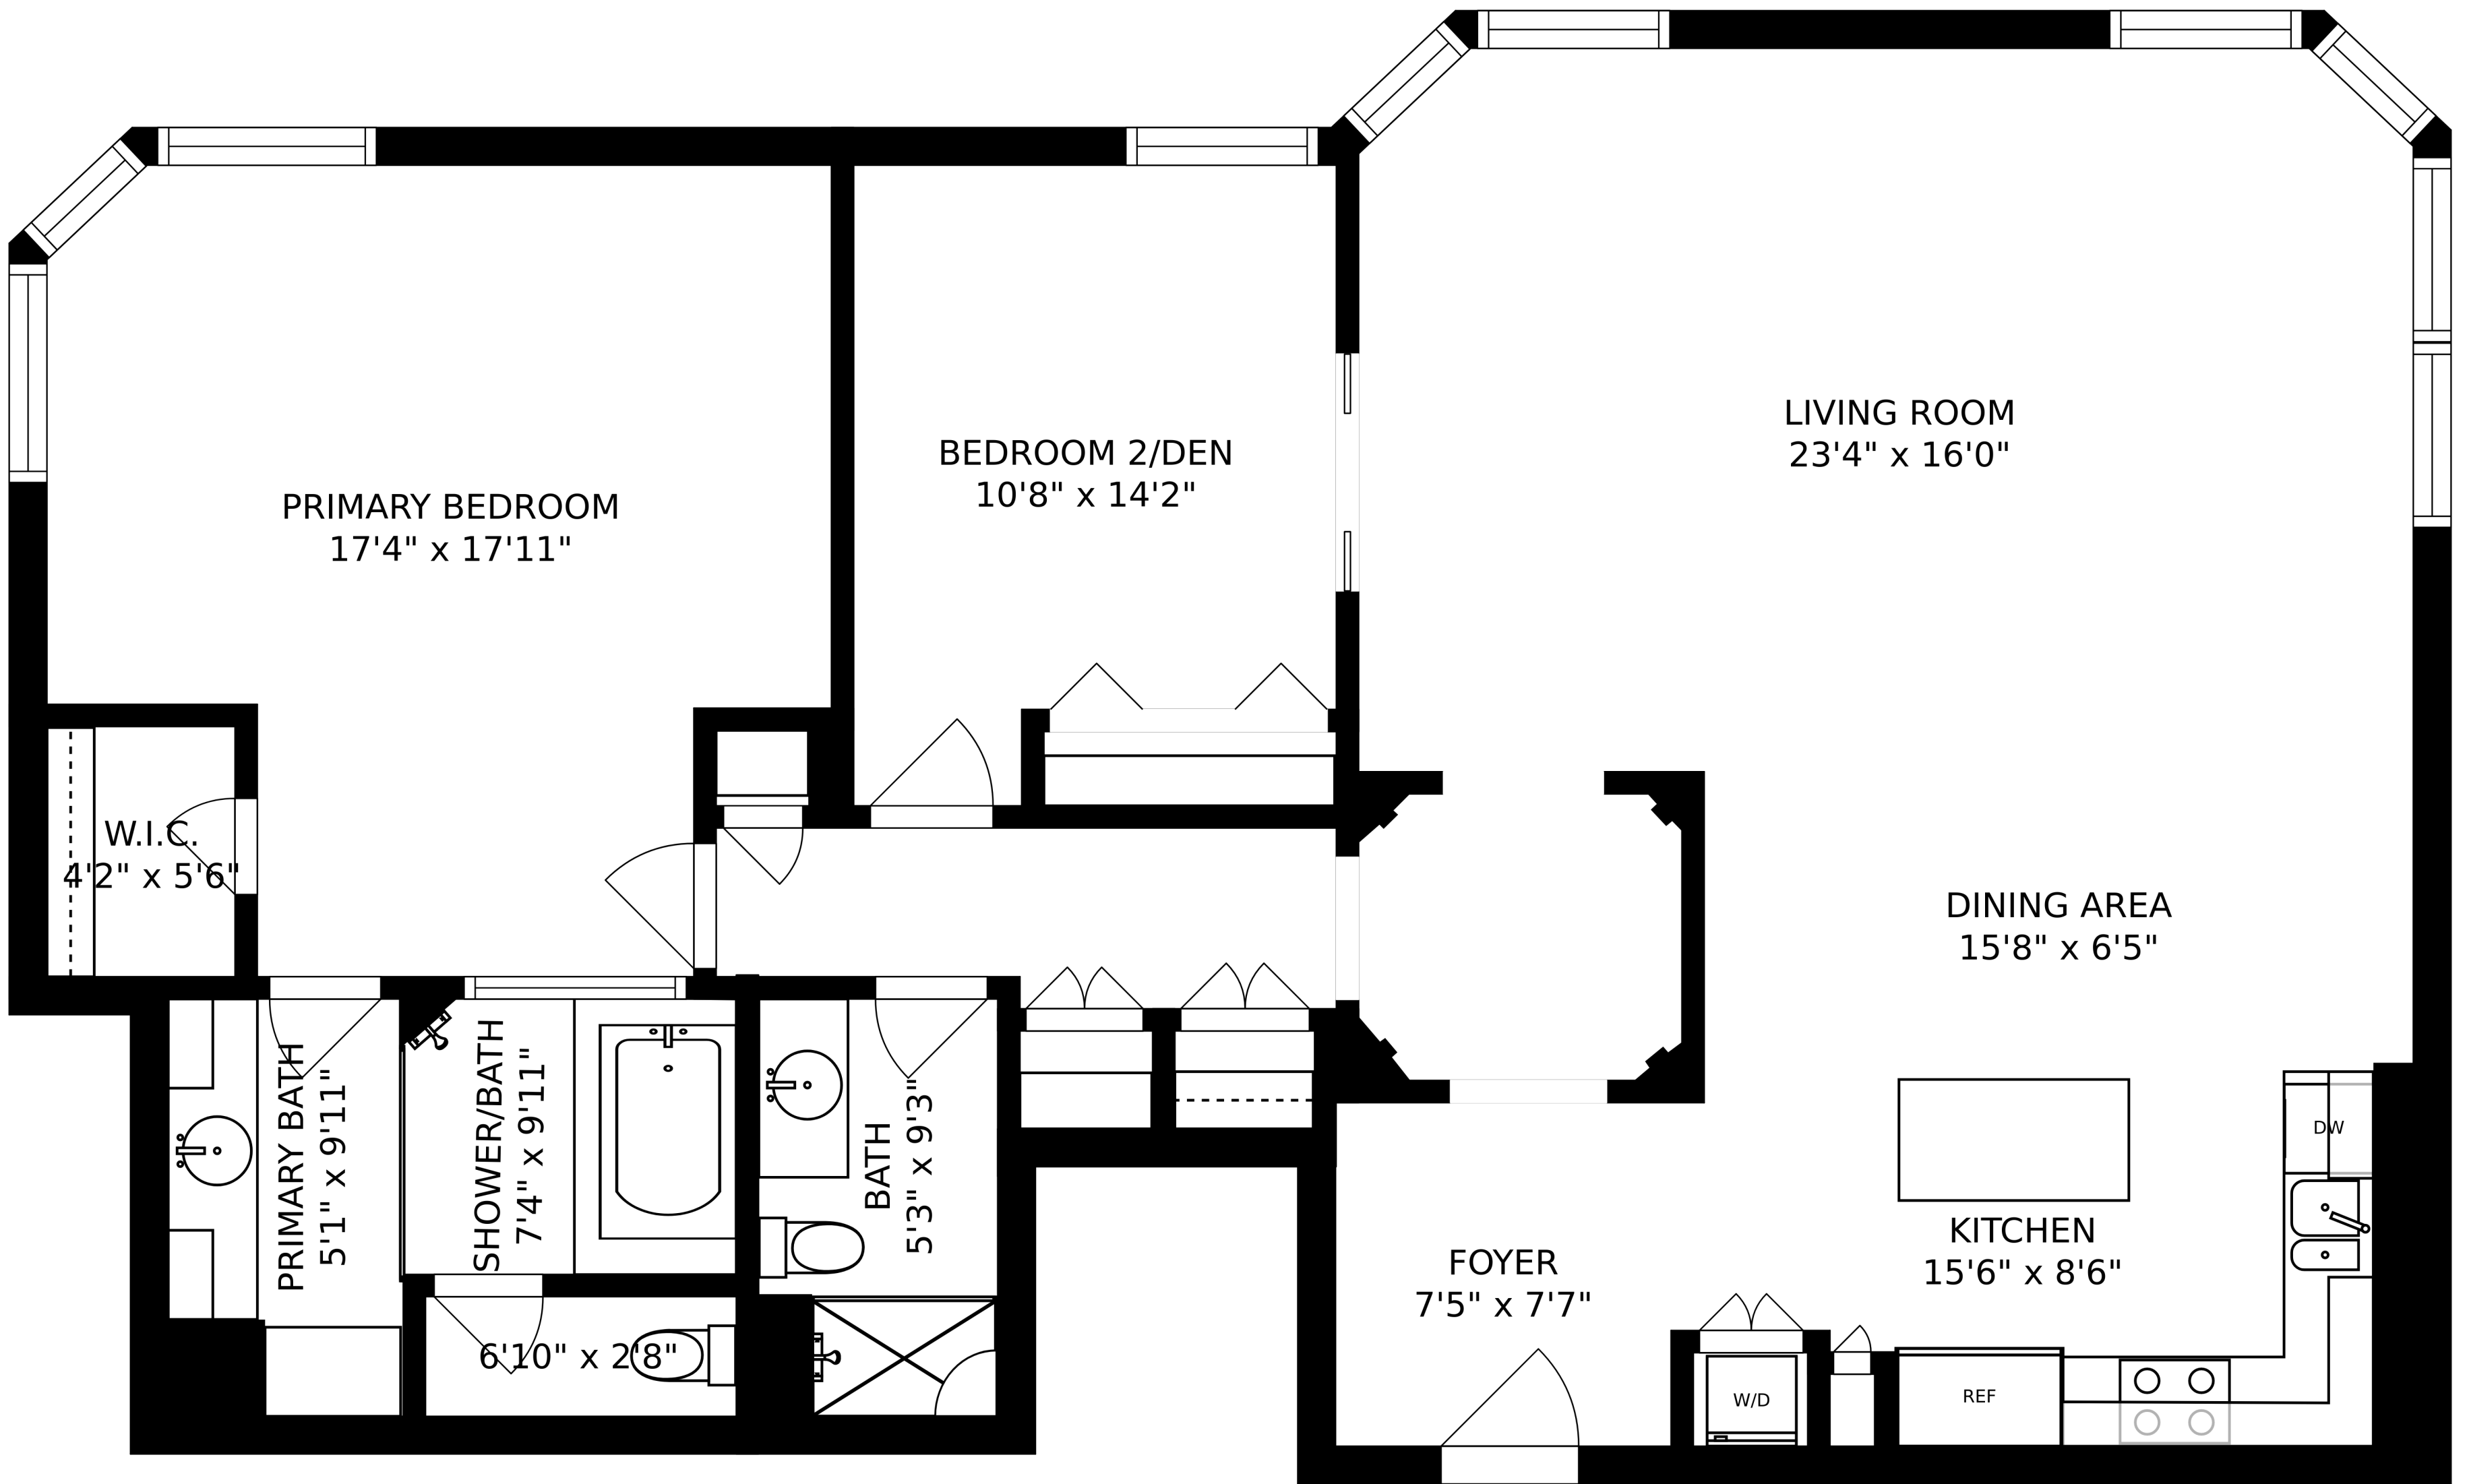 LIVING ROOM
23'4" x 16'0"
BEDROOM 2/DEN
10'8" x 14'2"
PRIMARY BEDROOM
17'4" x 17'11"
W.I.C.
4'2" x 5'6"
DINING AREA
15'8" x 6'5"
PRIMARY BATH
5'1" x 9'11"
SHOWER/BATH
7'4" x 9'11"
BATH
5'3" x 9'3"
DW
KITCHEN
15'6" x 8'6"
FOYER
7'5" x 7'7"
6'10" x 2'8"
W/D
REF